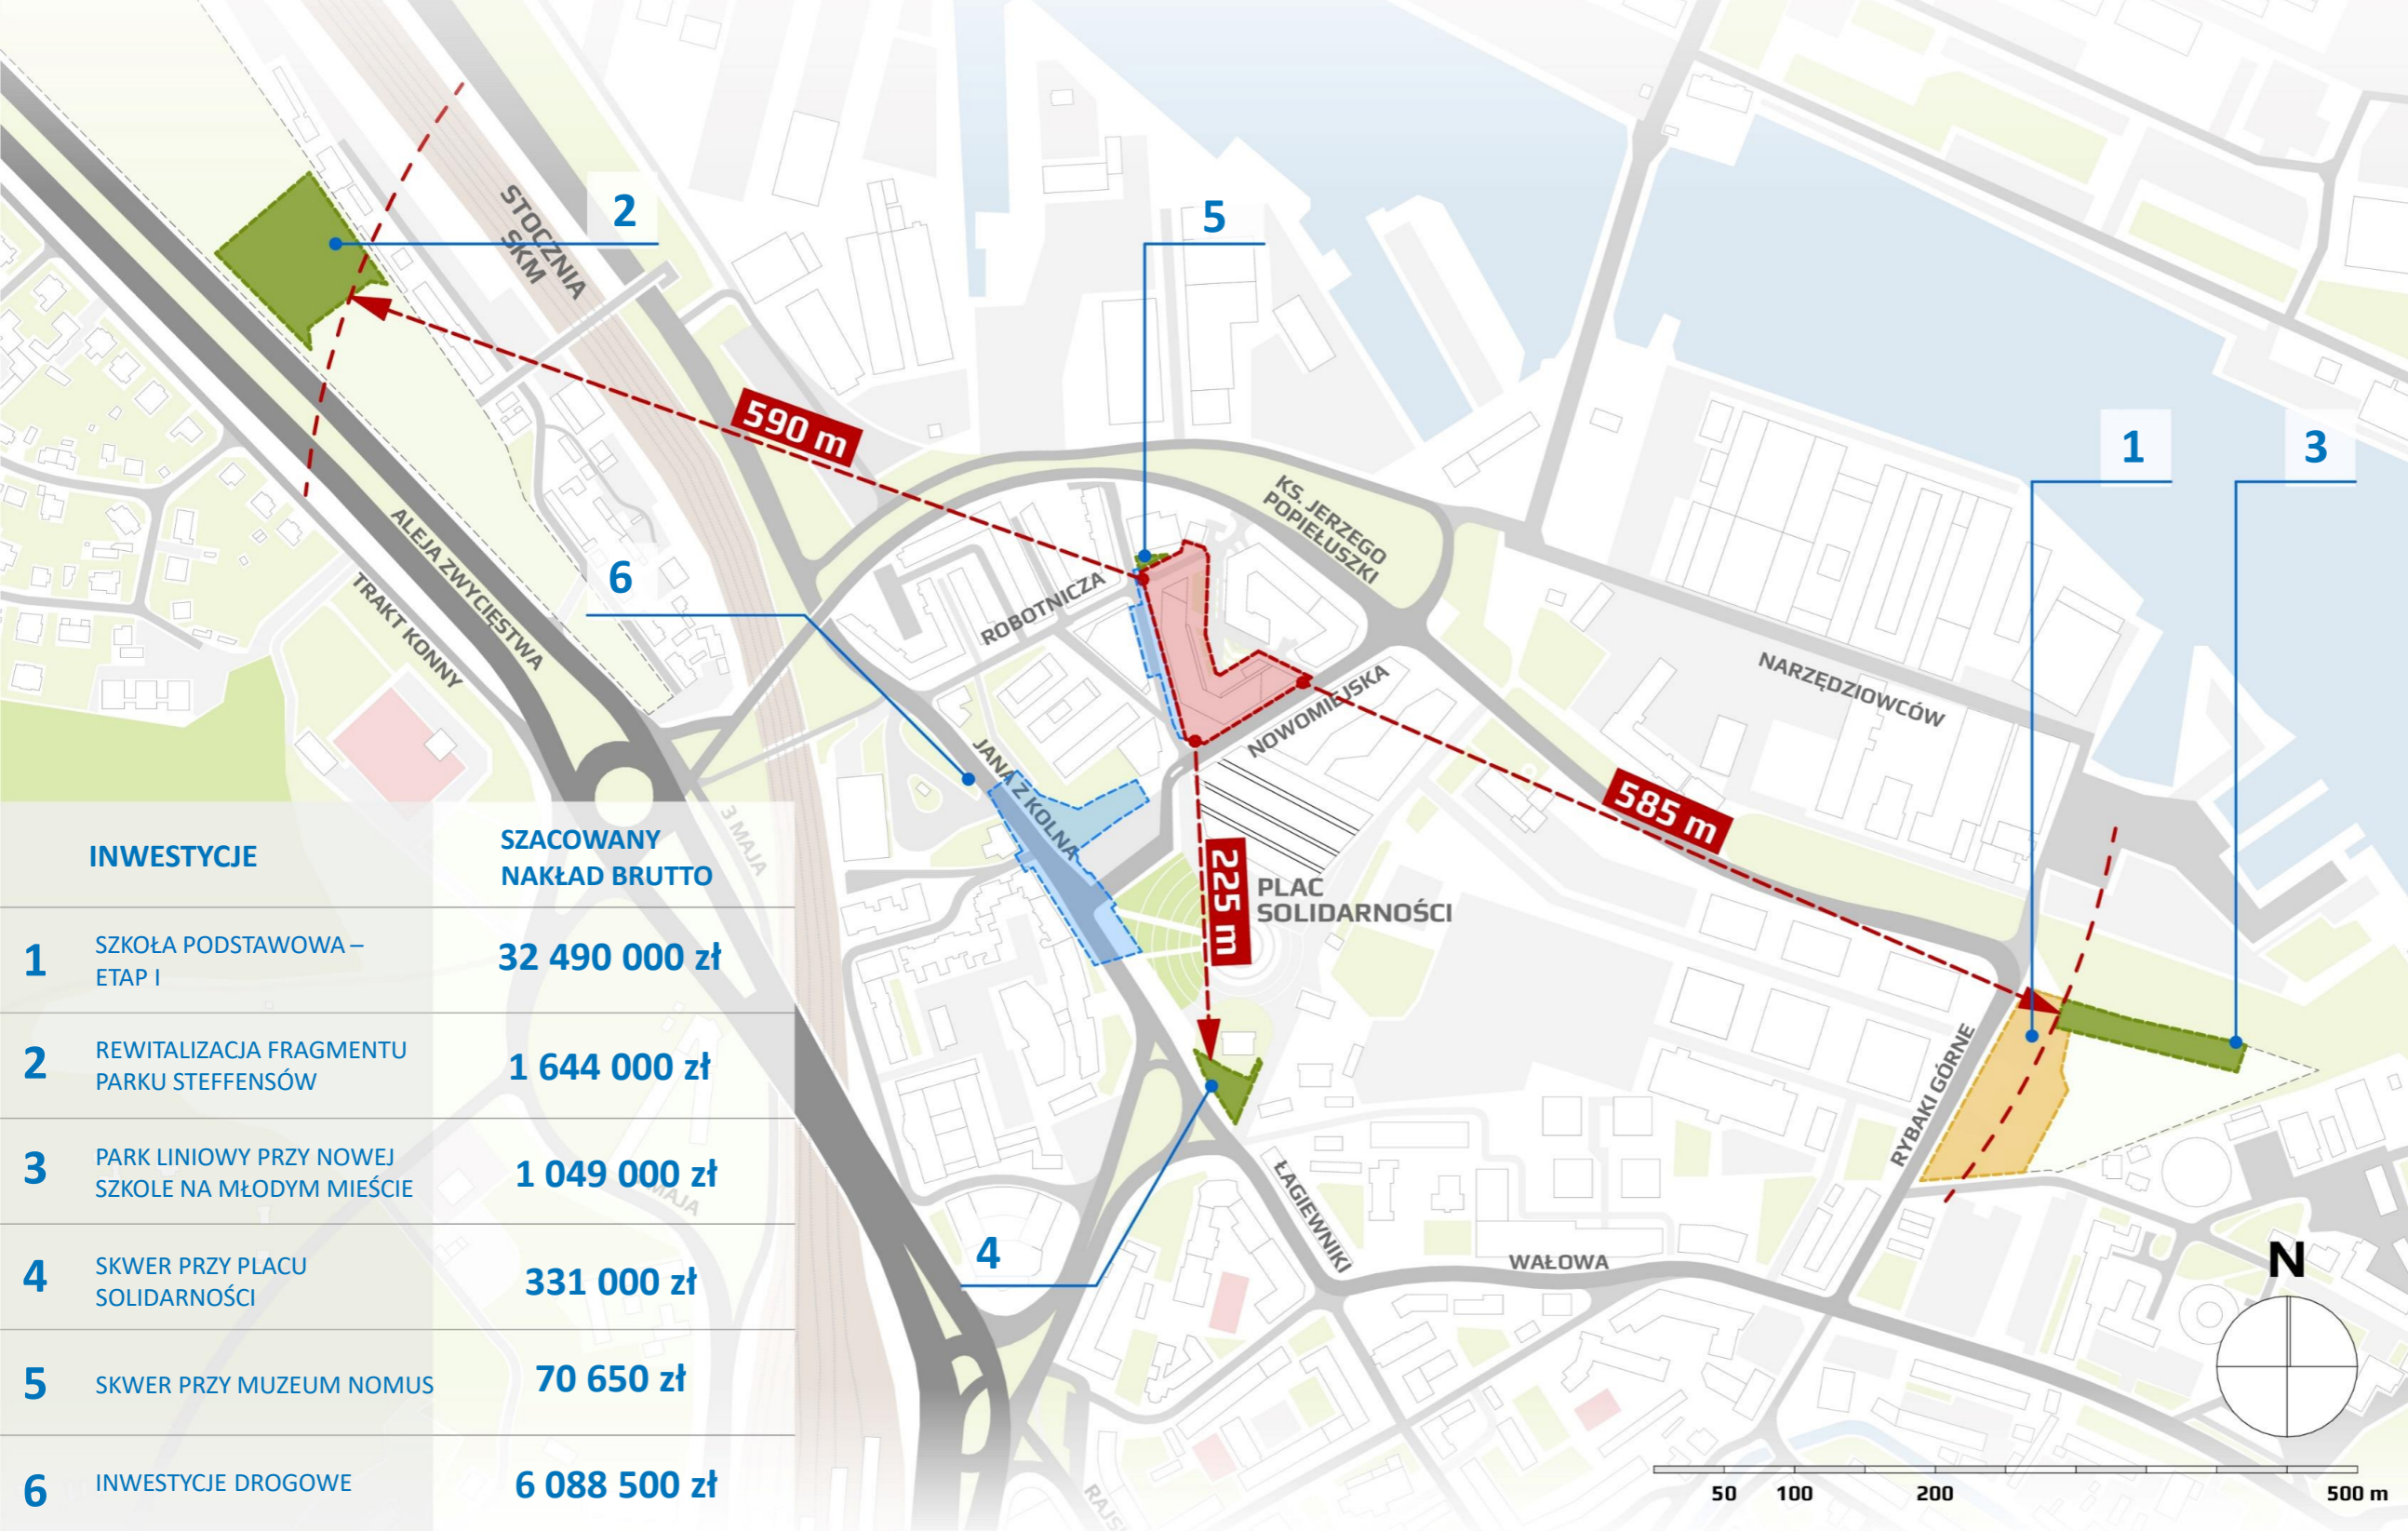 2
5
STOCZNIA
SKM
590 m
1
3
KS. JERZEGO
POPIEŁUSZKI
6
ALEJA ZWYCIĘSTWA
TRAKT KONNY
ROBOTNICZA
NOWOMIEJSKA
NARZĘDZIOWCÓW
JANA Z KOLNA
585 m
3 MAJA
225 m
PLAC
SOLIDARNOŚCI
INWESTYCJE
SZACOWANY
NAKŁAD BRUTTO
1
SZKOŁA PODSTAWOWA –
ETAP I
32 490 000 zł
2
REWITALIZACJA FRAGMENTU
PARKU STEFFENSÓW
1 644 000 zł
3
PARK LINIOWY PRZY NOWEJ
SZKOLE NA MŁODYM MIEŚCIE
1 049 000 zł
4
SKWER PRZY PLACU
SOLIDARNOŚCI
331 000 zł
5
SKWER PRZY MUZEUM NOMUS
70 650 zł
6
INWESTYCJE DROGOWE
6 088 500 zł
MAJA
RYBAKI GÓRNE
ŁAGIEWNIKI
4
WAŁOWA
N
50 100 200 500 m